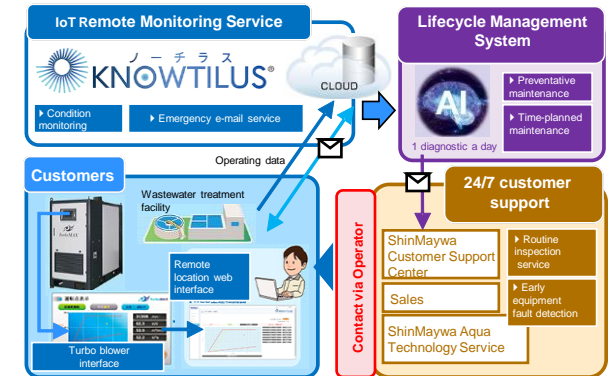 IoT Remote Monitoring Service
ノーチラス
KNOWTILUS®
CLOUD
Condition
monitoring
Emergency e-mail service
Lifecycle Management
System
AI
Preventative
maintenance
Time-planned
maintenance
1 diagnostic a day
Operating data
Customers
Wastewater treatment
facility
Remote
location web
interface
Turbo blower
interface
Contact via Operator
24/7 customer
support
ShinMaywa
Customer Support
Center
Sales
ShinMaywa Aqua
Technology Service
Routine
inspection
service
Early
equipment
fault detection